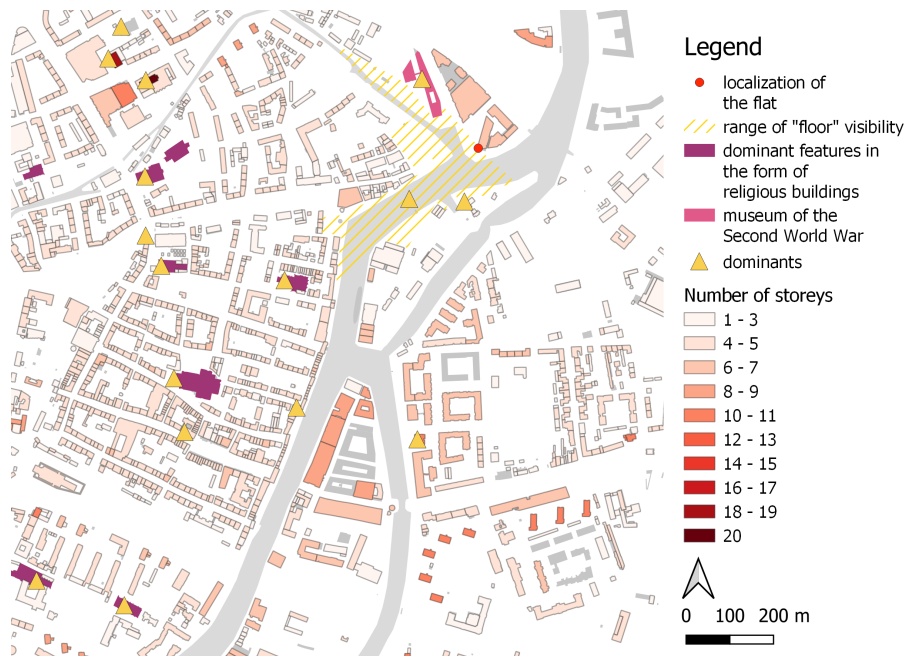 Legend
localization of
the flat
range of "floor" visibility
dominant features in
the form of
religious buildings
museum of the
Second World War
dominants
Number of storeys
1 - 3
4 - 5
6 - 7
8 - 9
10 - 11
12 - 13
14 - 15
16 - 17
18 - 19
20
0 100 200 m